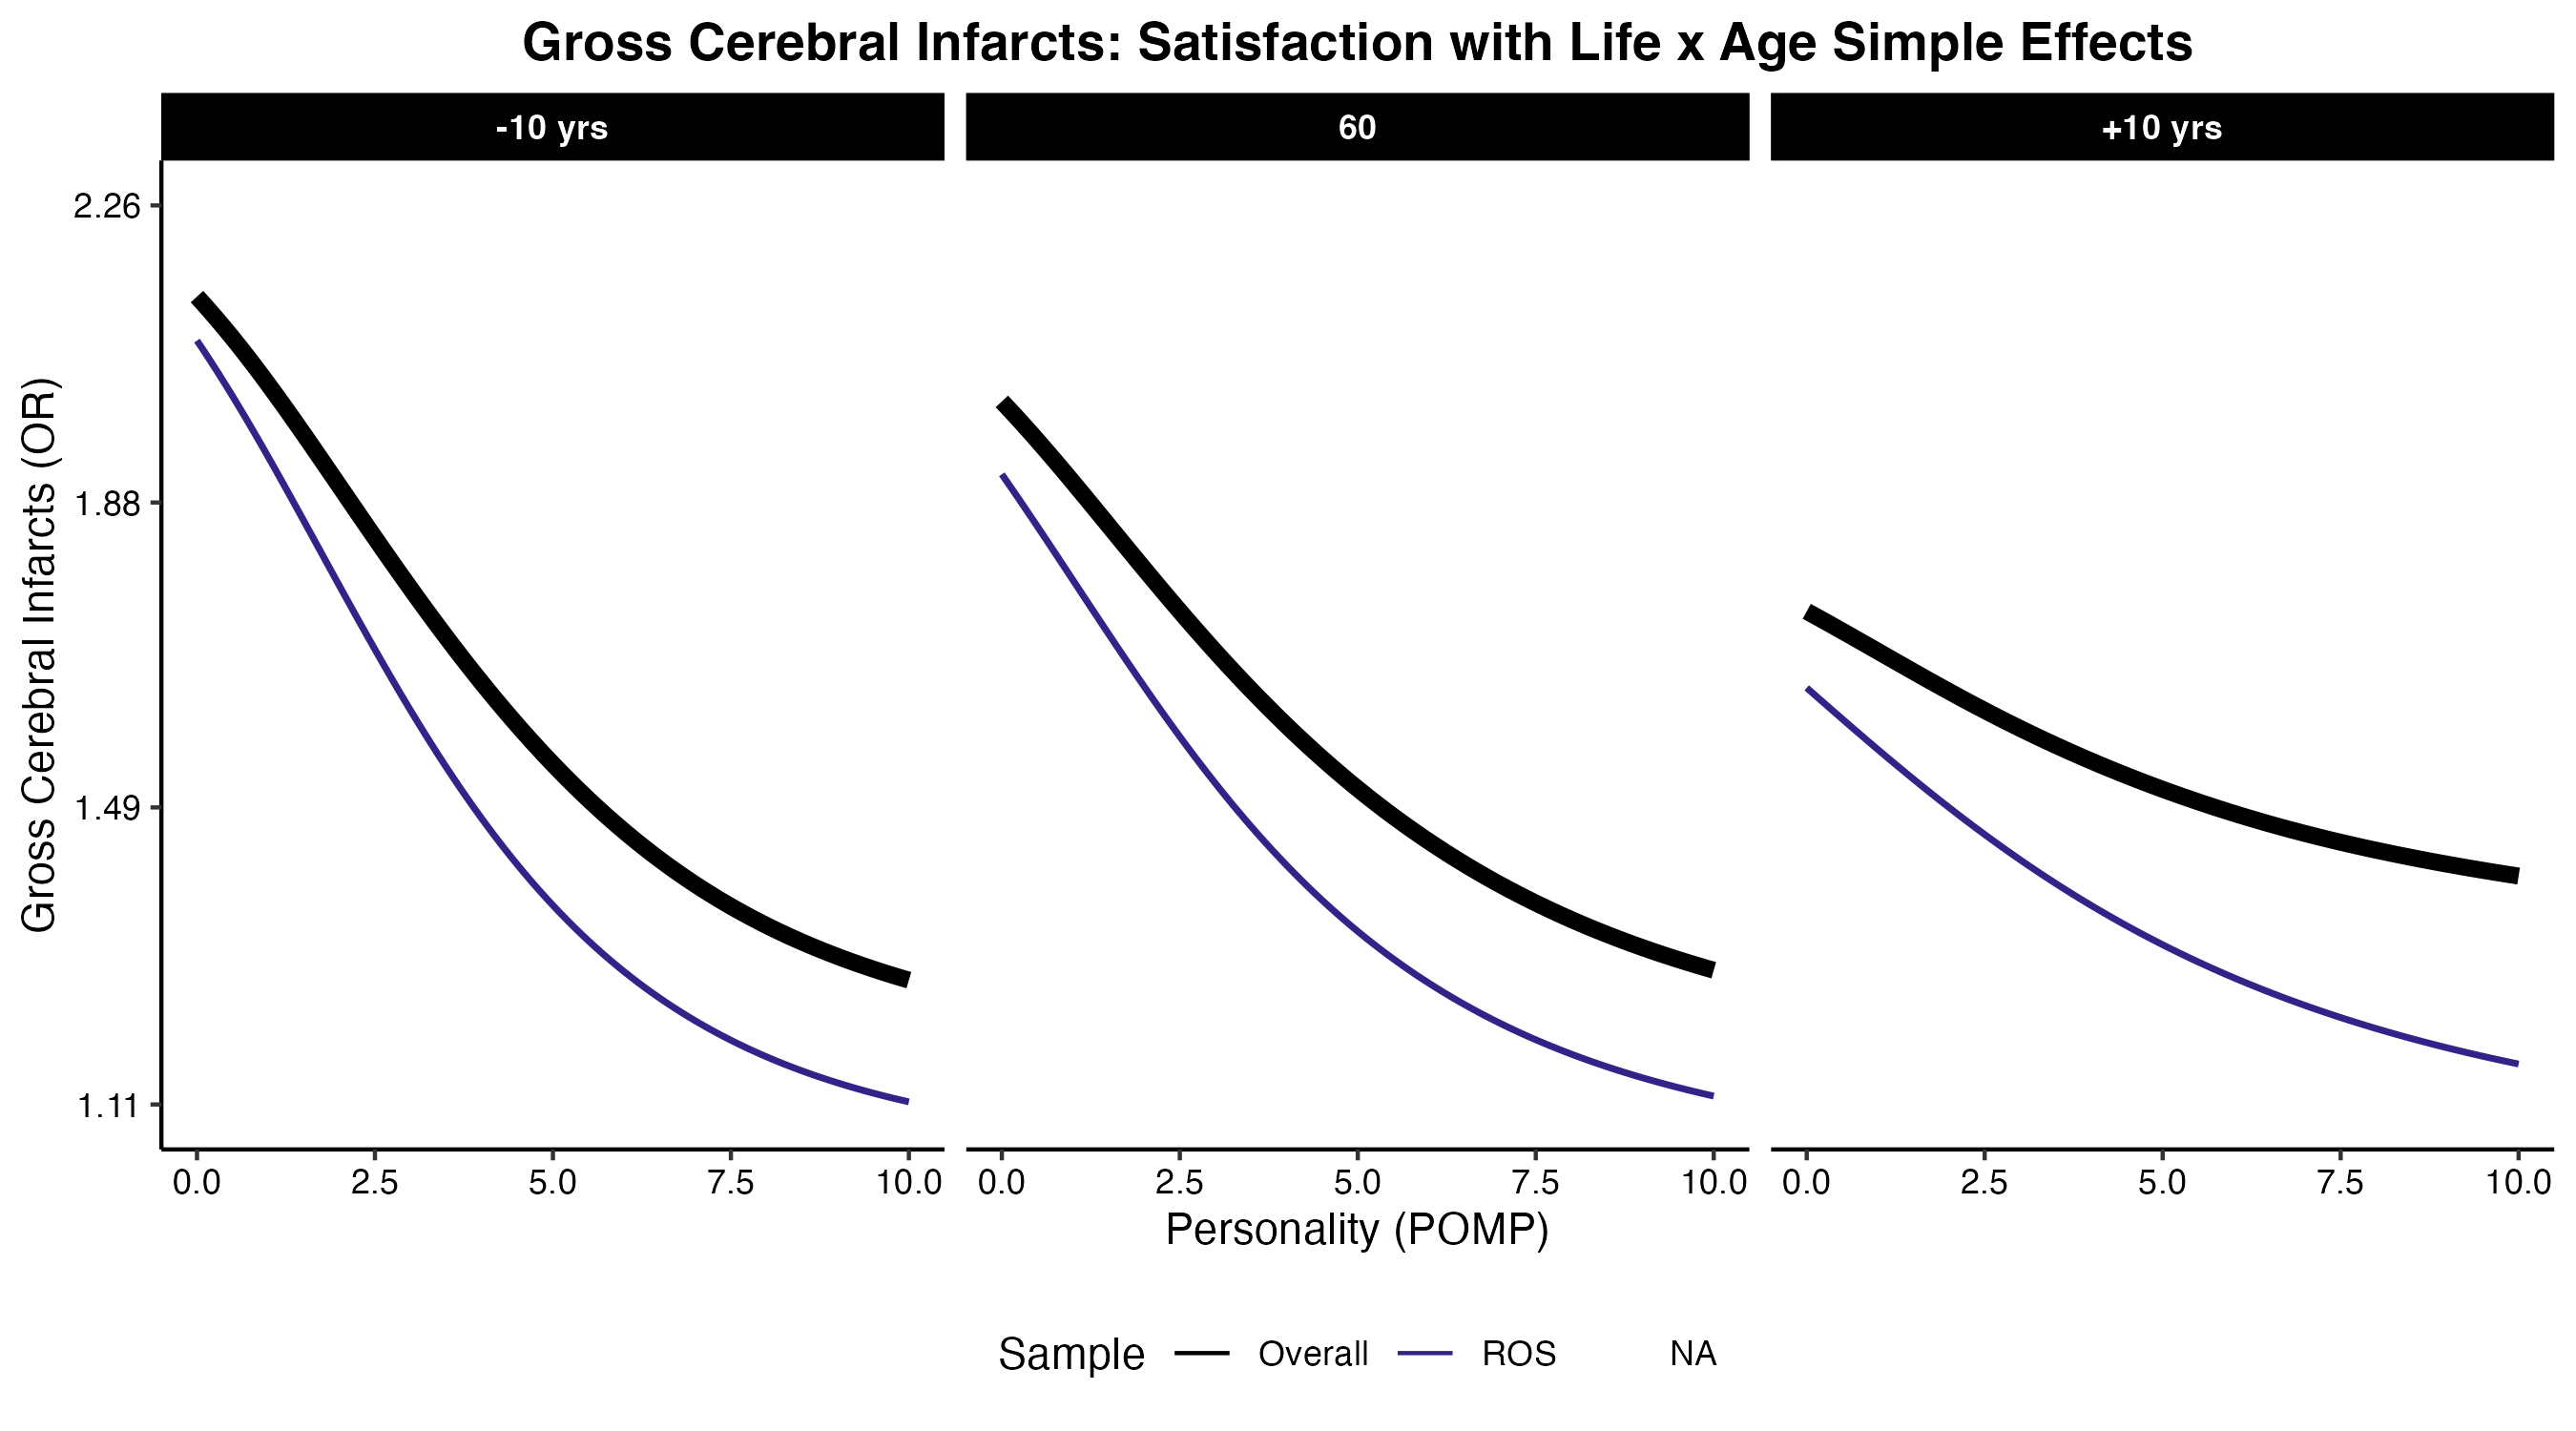 Gross Cerebral Infarcts: Satisfaction with Life x Age Simple Effects
-10 yrs
60
+10 yrs
Gross Cerebral Infarcts (OR)
2.26
1.88
1.49
1.11
0.0 2.5 5.0 7.5 10.0
0.0 2.5 5.0 7.5 10.0
0.0 2.5 5.0 7.5 10.0
Personality (POMP)
Sample Overall ROS NA